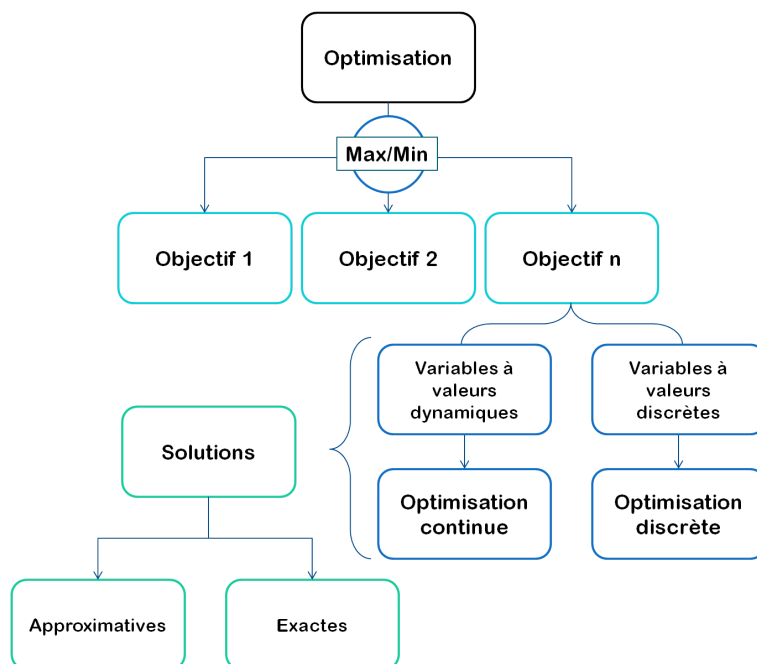 Optimisation
Max/Min
Objectif 1
Objectif 2
Objectif n
Variables à
valeurs
dynamiques
Variables à
valeurs
discrètes
Solutions
Optimisation
continue
Optimisation
discrète
Approximatives
Exactes